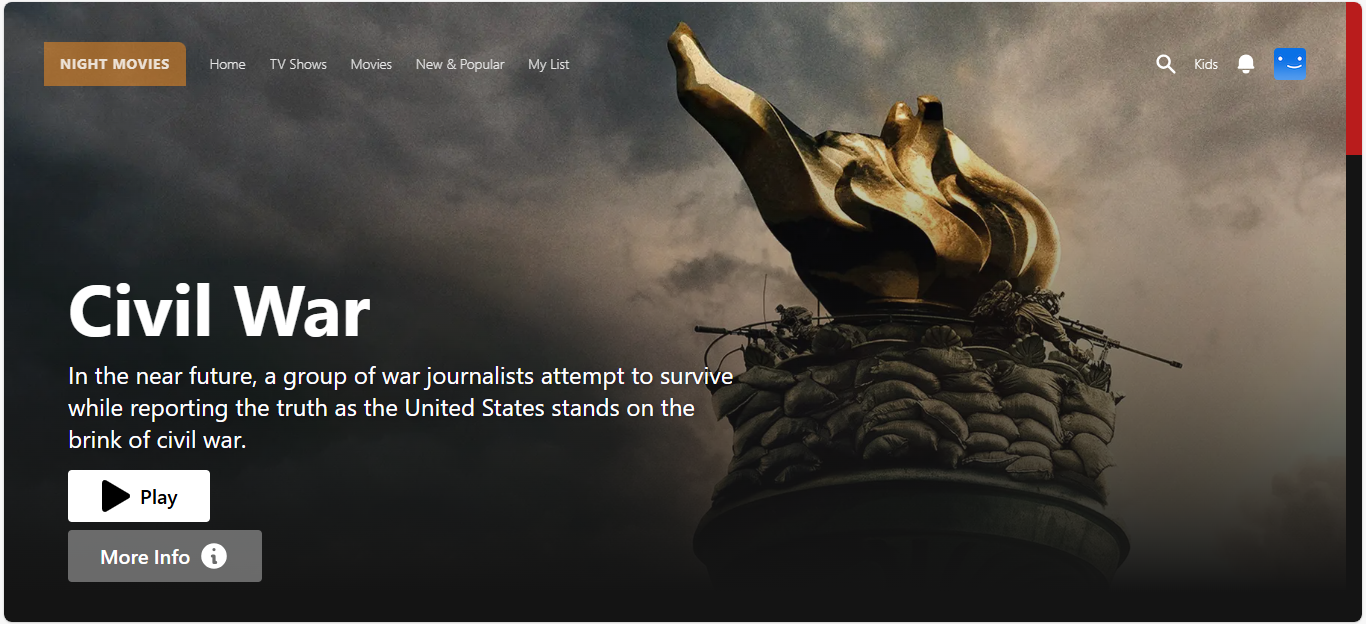 NIGHT MOVIES
Home
TV Shows
Movies
New & Popular
My List
Kids
Civil War
In the near future, a group of war journalists attempt to survive
while reporting the truth as the United States stands on the
brink of civil war.
Play
More Info